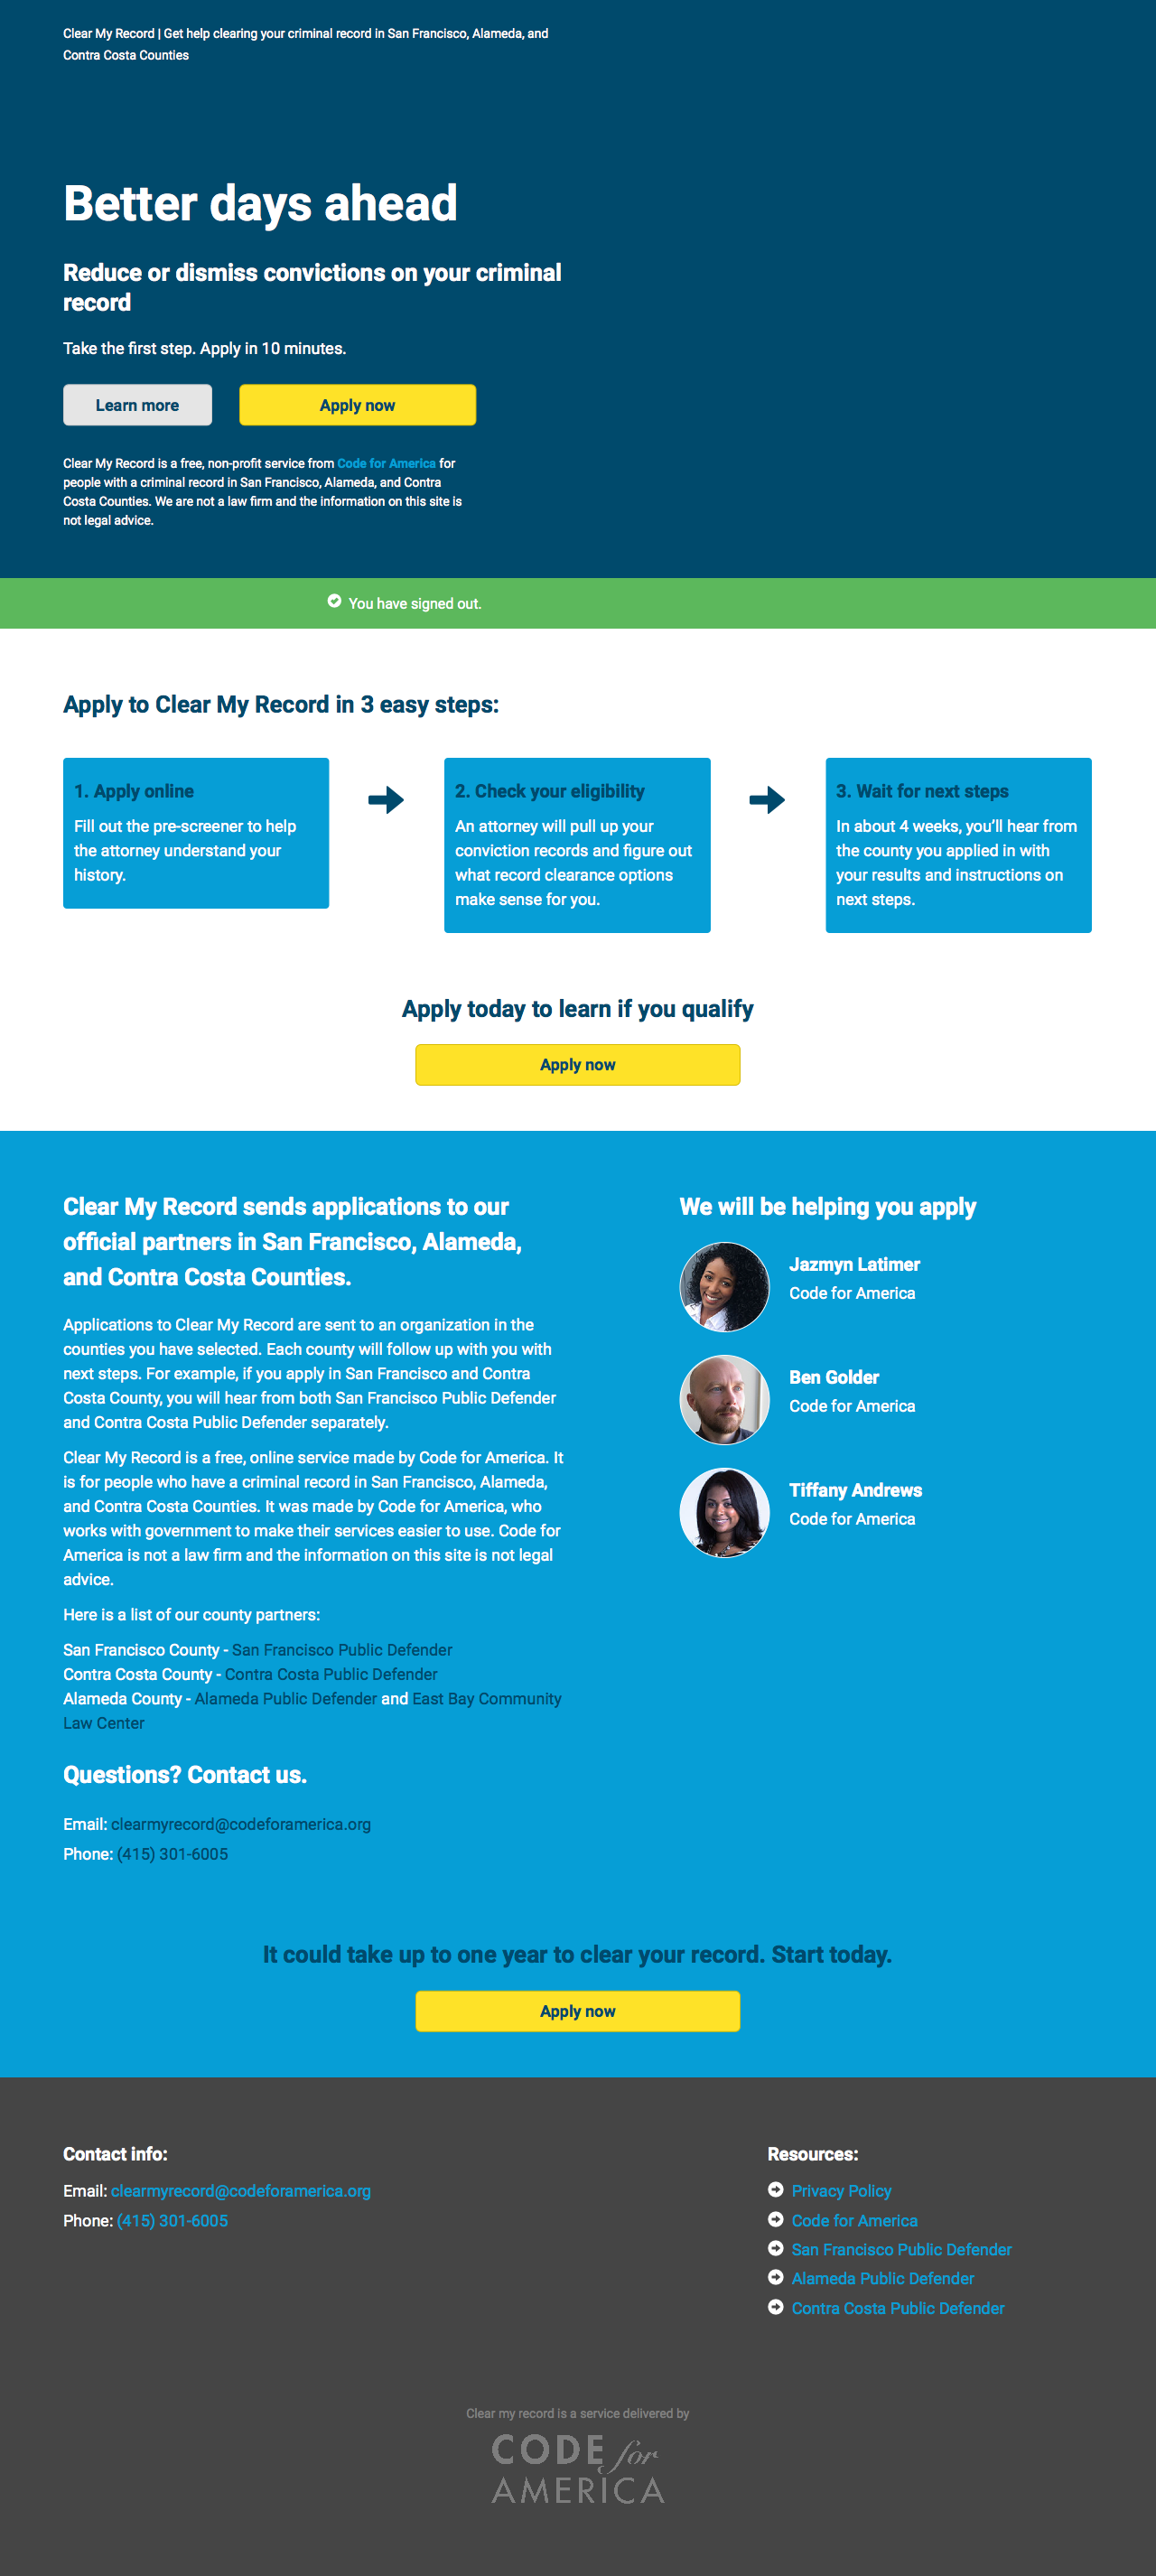 Clear My Record | Get help clearing your criminal record in San Francisco, Alameda, and
Contra Costa Counties
Better days ahead
Reduce or dismiss convictions on your criminal
record
Take the first step. Apply in 10 minutes.
Learn more
Apply now
Clear My Record is a free, non-profit service from Code for America for
people with a criminal record in San Francisco, Alameda, and Contra
Costa Counties. We are not a law firm and the information on this site is
not legal advice.
You have signed out.
Apply to Clear My Record in 3 easy steps:
1. Apply online
Fill out the pre-screener to help
the attorney understand your
history.
2. Check your eligibility
An attorney will pull up your
conviction records and figure out
what record clearance options
make sense for you.
3. Wait for next steps
In about 4 weeks, you’ll hear from
the county you applied in with
your results and instructions on
next steps.
Apply today to learn if you qualify
Apply now
Clear My Record sends applications to our
official partners in San Francisco, Alameda,
and Contra Costa Counties.
Applications to Clear My Record are sent to an organization in the
counties you have selected. Each county will follow up with you with
next steps. For example, if you apply in San Francisco and Contra
Costa County, you will hear from both San Francisco Public Defender
and Contra Costa Public Defender separately.
Clear My Record is a free, online service made by Code for America. It
is for people who have a criminal record in San Francisco, Alameda,
and Contra Costa Counties. It was made by Code for America, who
works with government to make their services easier to use. Code for
America is not a law firm and the information on this site is not legal
advice.
Here is a list of our county partners:
San Francisco County - San Francisco Public Defender
Contra Costa County - Contra Costa Public Defender
Alameda County - Alameda Public Defender and East Bay Community
Law Center
Questions? Contact us.
Email: clearmyrecord@codeforamerica.org
Phone: (415) 301-6005
We will be helping you apply
Jazmyn Latimer
Code for America
Ben Golder
Code for America
Tiffany Andrews
Code for America
It could take up to one year to clear your record. Start today.
Apply now
Contact info:
Email: clearmyrecord@codeforamerica.org
Phone: (415) 301-6005
Resources:
Privacy Policy
Code for America
San Francisco Public Defender
Alameda Public Defender
Contra Costa Public Defender
Clear my record is a service delivered by
CODE for
AMERICA